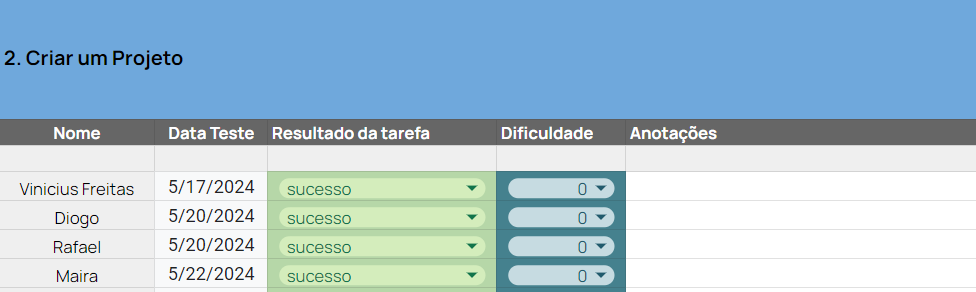 2. Criar um Projeto
Nome Data Teste Resultado da tarefa Dificuldade Anotações
Vinicius Freitas 5/17/2024 sucesso 0
Diogo 5/20/2024 sucesso 0
Rafael 5/20/2024 sucesso 0
Maira 5/22/2024 sucesso 0